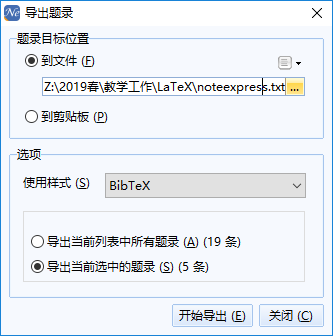 Ne 导出题录
题录目标位置
到文件 (F)
Z:\2019春\教学工作\LaTeX\noteexpress.txt ...
到剪贴板 (P)
选项
使用样式 (S) BibTeX
导出当前列表中所有题录 (A) (19 条)
导出当前选中的题录 (S) (5 条)
开始导出 (E) 关闭 (C)